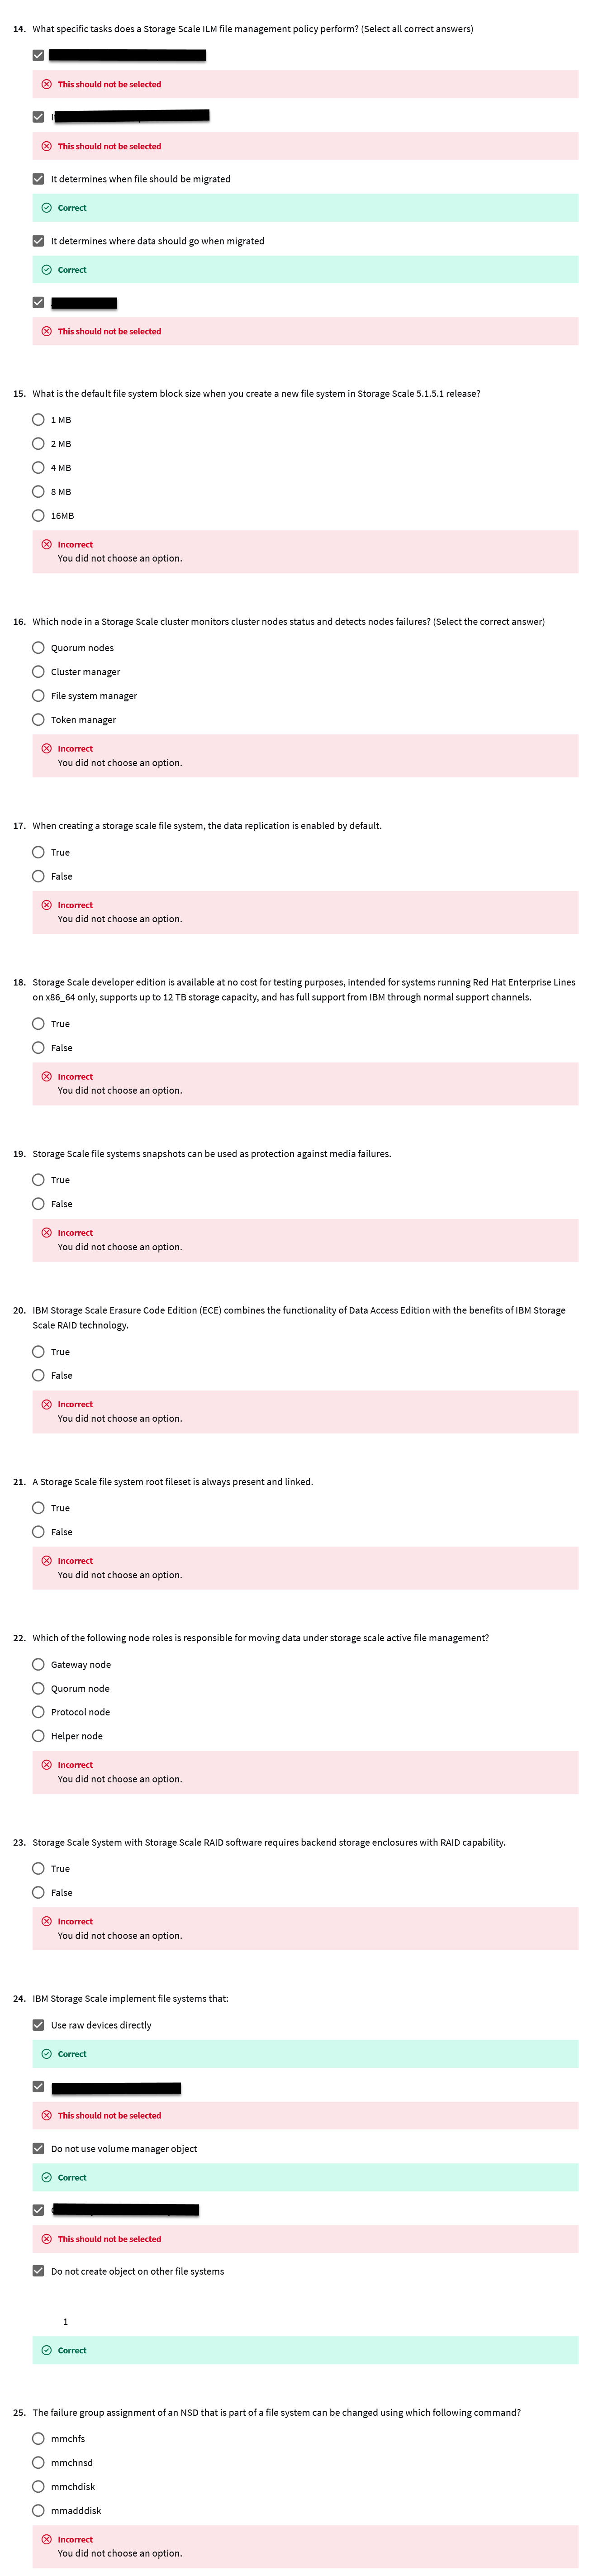 14. What specific tasks does a Storage Scale ILM file management policy perform? (Select all correct answers)
This should not be selected
This should not be selected
It determines when file should be migrated
Correct
It determines where data should go when migrated
Correct
This should not be selected
15. What is the default file system block size when you create a new file system in Storage Scale 5.1.5.1 release?
1 MB
2 MB
4 MB
8 MB
16MB
Incorrect
You did not choose an option.
16. Which node in a Storage Scale cluster monitors cluster nodes status and detects nodes failures? (Select the correct answer)
Quorum nodes
Cluster manager
File system manager
Token manager
Incorrect
You did not choose an option.
17. When creating a storage scale file system, the data replication is enabled by default.
True
False
Incorrect
You did not choose an option.
18. Storage Scale developer edition is available at no cost for testing purposes, intended for systems running Red Hat Enterprise Lines
on x86_64 only, supports up to 12 TB storage capacity, and has full support from IBM through normal support channels.
True
False
Incorrect
You did not choose an option.
19. Storage Scale file systems snapshots can be used as protection against media failures.
True
False
Incorrect
You did not choose an option.
20. IBM Storage Scale Erasure Code Edition (ECE) combines the functionality of Data Access Edition with the benefits of IBM Storage
Scale RAID technology.
True
False
Incorrect
You did not choose an option.
21. A Storage Scale file system root fileset is always present and linked.
True
False
Incorrect
You did not choose an option.
22. Which of the following node roles is responsible for moving data under storage scale active file management?
Gateway node
Quorum node
Protocol node
Helper node
Incorrect
You did not choose an option.
23. Storage Scale System with Storage Scale RAID software requires backend storage enclosures with RAID capability.
True
False
Incorrect
You did not choose an option.
24. IBM Storage Scale implement file systems that:
Use raw devices directly
Correct
This should not be selected
Do not use volume manager object
Correct
This should not be selected
Do not create object on other file systems
1
Correct
25. The failure group assignment of an NSD that is part of a file system can be changed using which following command?
mmchfs
mmchnsd
mmchdisk
mmadddisk
Incorrect
You did not choose an option.